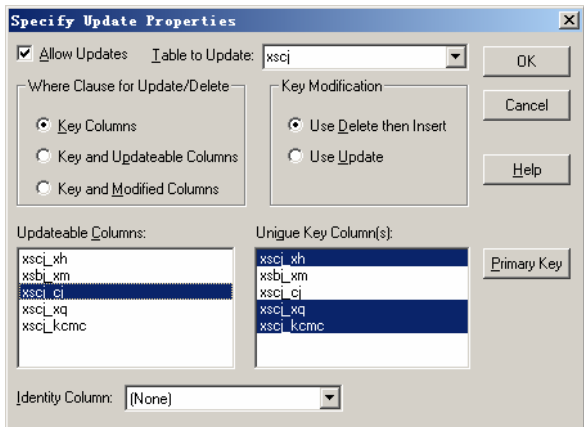 Specify Update Properties
Allow Updates Table to Update: xscj
OK
Where Clause for Update/Delete
Key Modification
Cancel
Key Columns
Use Delete then Insert
Key and Updateable Columns
Use Update
Help
Key and Modified Columns
Updateable Columns:
Unigue Key Column(s):
xscj_xh
xsbj_xm
xscj_cj
xscj_xq
xscj_kcmc
xscj_xh
xsbj_xm
xscj_cj
xscj_xq
xscj_kcmc
Primary Key
Identity Column: (None)